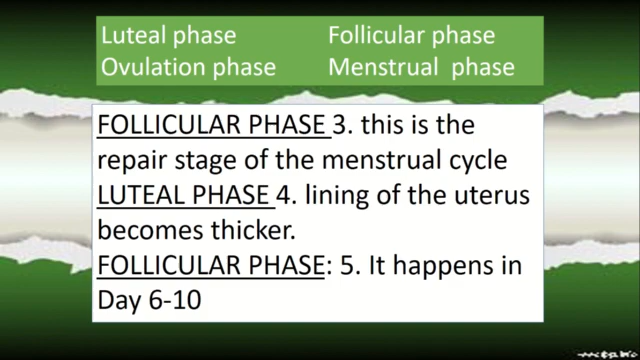 Luteal phase Follicular phase
Ovulation phase Menstrual phase
FOLLICULAR PHASE 3. this is the
repair stage of the menstrual cycle
LUTEAL PHASE 4. lining of the uterus
becomes thicker.
FOLLICULAR PHASE: 5. It happens in
Day 6-10